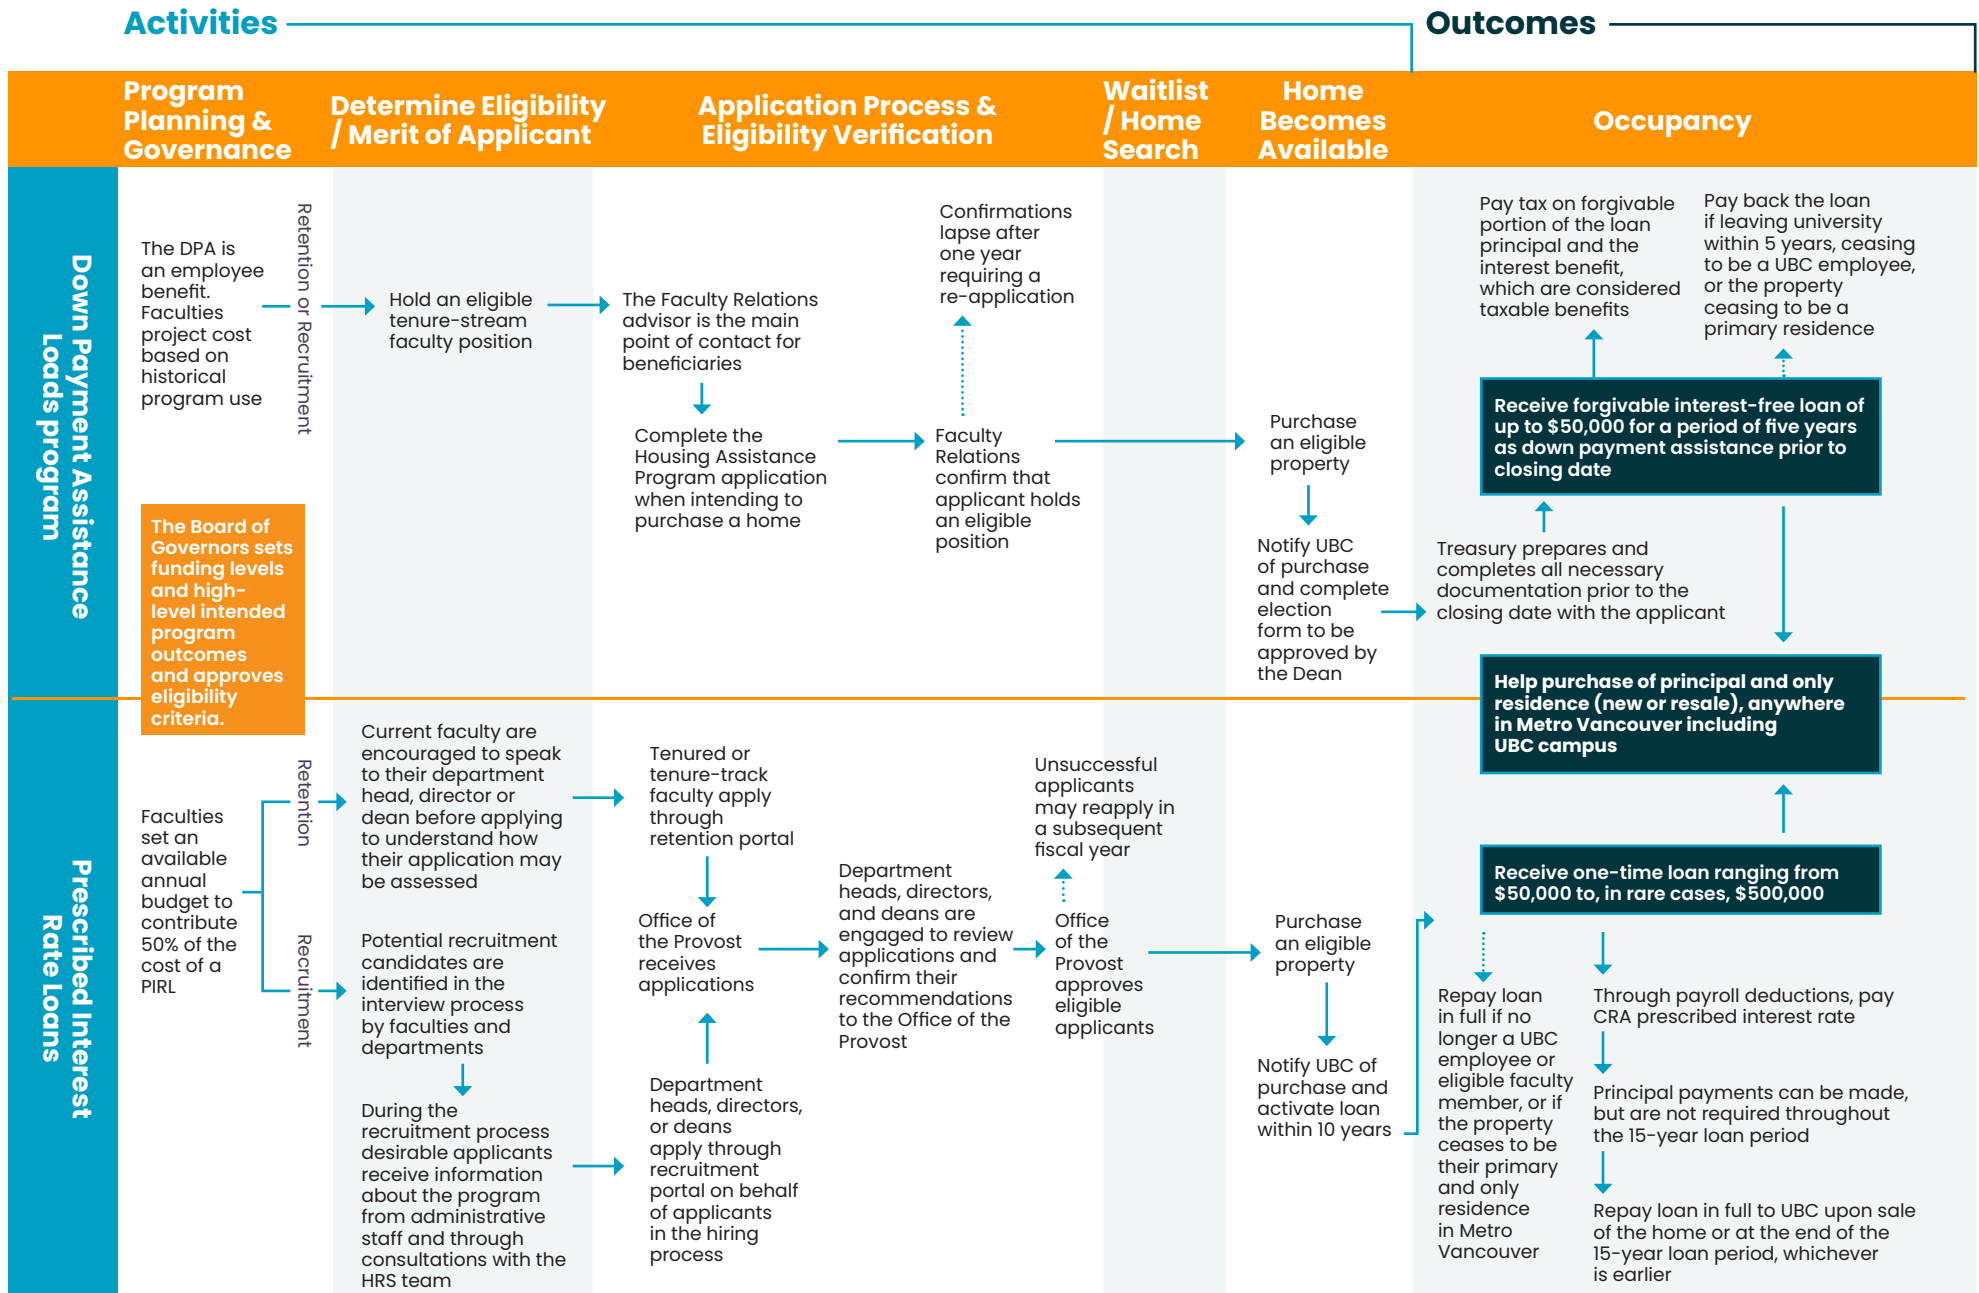 Activities
Outcomes
Program
Planning &
Governance
Determine Eligibility
/ Merit of Applicant
Application Process &
Eligibility Verification
Waitlist
/ Home
Search
Home
Becomes
Available
Occupancy
Down Payment Assistance
Loads program
The DPA is
an employee
benefit.
Faculties
project cost
based on
historical
program use
Retention or Recruitment
Hold an eligible
tenure-stream
faculty position
The Faculty Relations
advisor is the main
point of contact for
beneficiaries
Complete the
Housing Assistance
Program application
when intending to
purchase a home
Confirmations
lapse after
one year
requiring a
re-application
Faculty
Relations
confirm that
applicant holds
an eligible
position
Purchase
an eligible
property
Notify UBC
of purchase
and complete
election
form to be
approved by
the Dean
Pay tax on forgivable
portion of the loan
principal and the
interest benefit,
which are considered
taxable benefits
Pay back the loan
if leaving university
within 5 years, ceasing
to be a UBC employee,
or the property
ceasing to be a
primary residence
Receive forgivable interest-free loan of
up to $50,000 for a period of five years
as down payment assistance prior to
closing date
Treasury prepares and
completes all necessary
documentation prior to the
closing date with the applicant
The Board of
Governors sets
funding levels
and high-
level intended
program
outcomes
and approves
eligibility
criteria.
Help purchase of principal and only
residence (new or resale), anywhere
in Metro Vancouver including
UBC campus
Prescribed Interest
Rate Loans
Faculties
set an
available
annual
budget to
contribute
50% of the
cost of a
PIRL
Retention
Recruitment
Current faculty are
encouraged to speak
to their department
head, director or
dean before applying
to understand how
their application may
be assessed
Potential recruitment
candidates are
identified in the
interview process
by faculties and
departments
During the
recruitment process
desirable applicants
receive information
about the program
from administrative
staff and through
consultations with the
HRS team
Tenured or
tenure-track
faculty apply
through
retention portal
Office of
the Provost
receives
applications
Department
heads, directors,
or deans
apply through
recruitment
portal on behalf
of applicants
in the hiring
process
Department
heads, directors,
and deans are
engaged to review
applications and
confirm their
recommendations
to the Office of the
Provost
Unsuccessful
applicants
may reapply in
a subsequent
fiscal year
Office
of the
Provost
approves
eligible
applicants
Purchase
an eligible
property
Notify UBC of
purchase and
activate loan
within 10 years
Receive one-time loan ranging from
$50,000 to, in rare cases, $500,000
Repay loan
in full if no
longer a UBC
employee or
eligible faculty
member, or if
the property
ceases to be
their primary
and only
residence
in Metro
Vancouver
Through payroll deductions, pay
CRA prescribed interest rate
Principal payments can be made,
but are not required throughout
the 15-year loan period
Repay loan in full to UBC upon sale
of the home or at the end of the
15-year loan period, whichever
is earlier